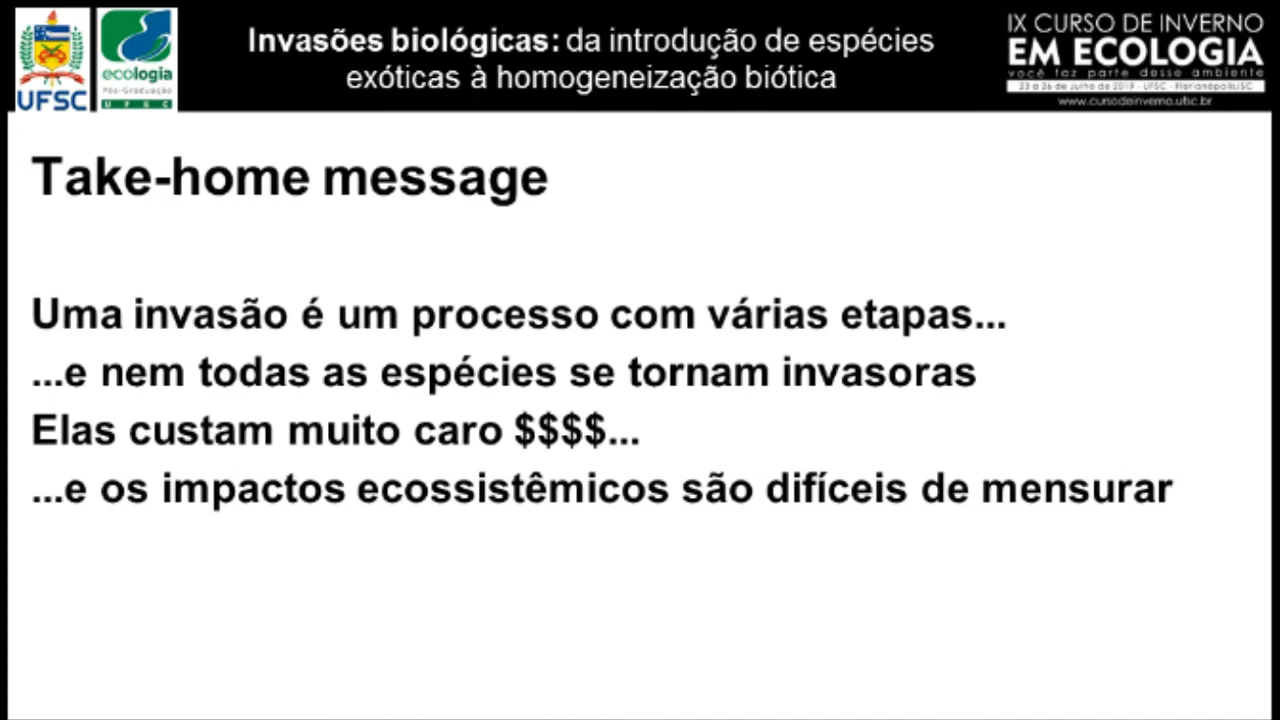 UFSC
ecologia
Pós-Graduação
UFSC
Invasões biológicas: da introdução de espécies
exóticas à homogeneização biótica
IX CURSO DE INVERNO
EM ECOLOGIA
você faz parte desse ambiente
23 a 26 de Julho de 2019 - UFSC - Florianópolis/SC
www.cursodeinverno.ufsc.br
Take-home message
Uma invasão é um processo com várias etapas...
...e nem todas as espécies se tornam invasoras
Elas custam muito caro $$$$...
...e os impactos ecossistêmicos são difíceis de mensurar